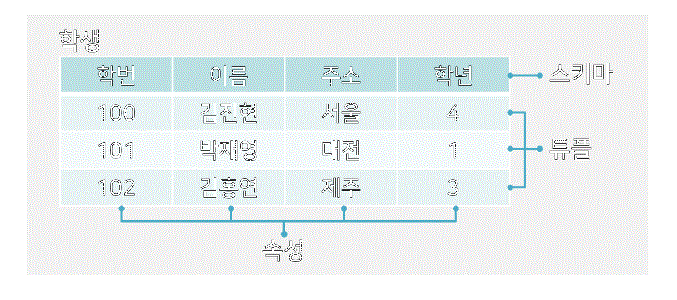 학생
학번 이름 주소 학년 스키마
100 김진현 서울 4
101 박재영 대전 1 튜플
102 김홍연 제주 3
속성